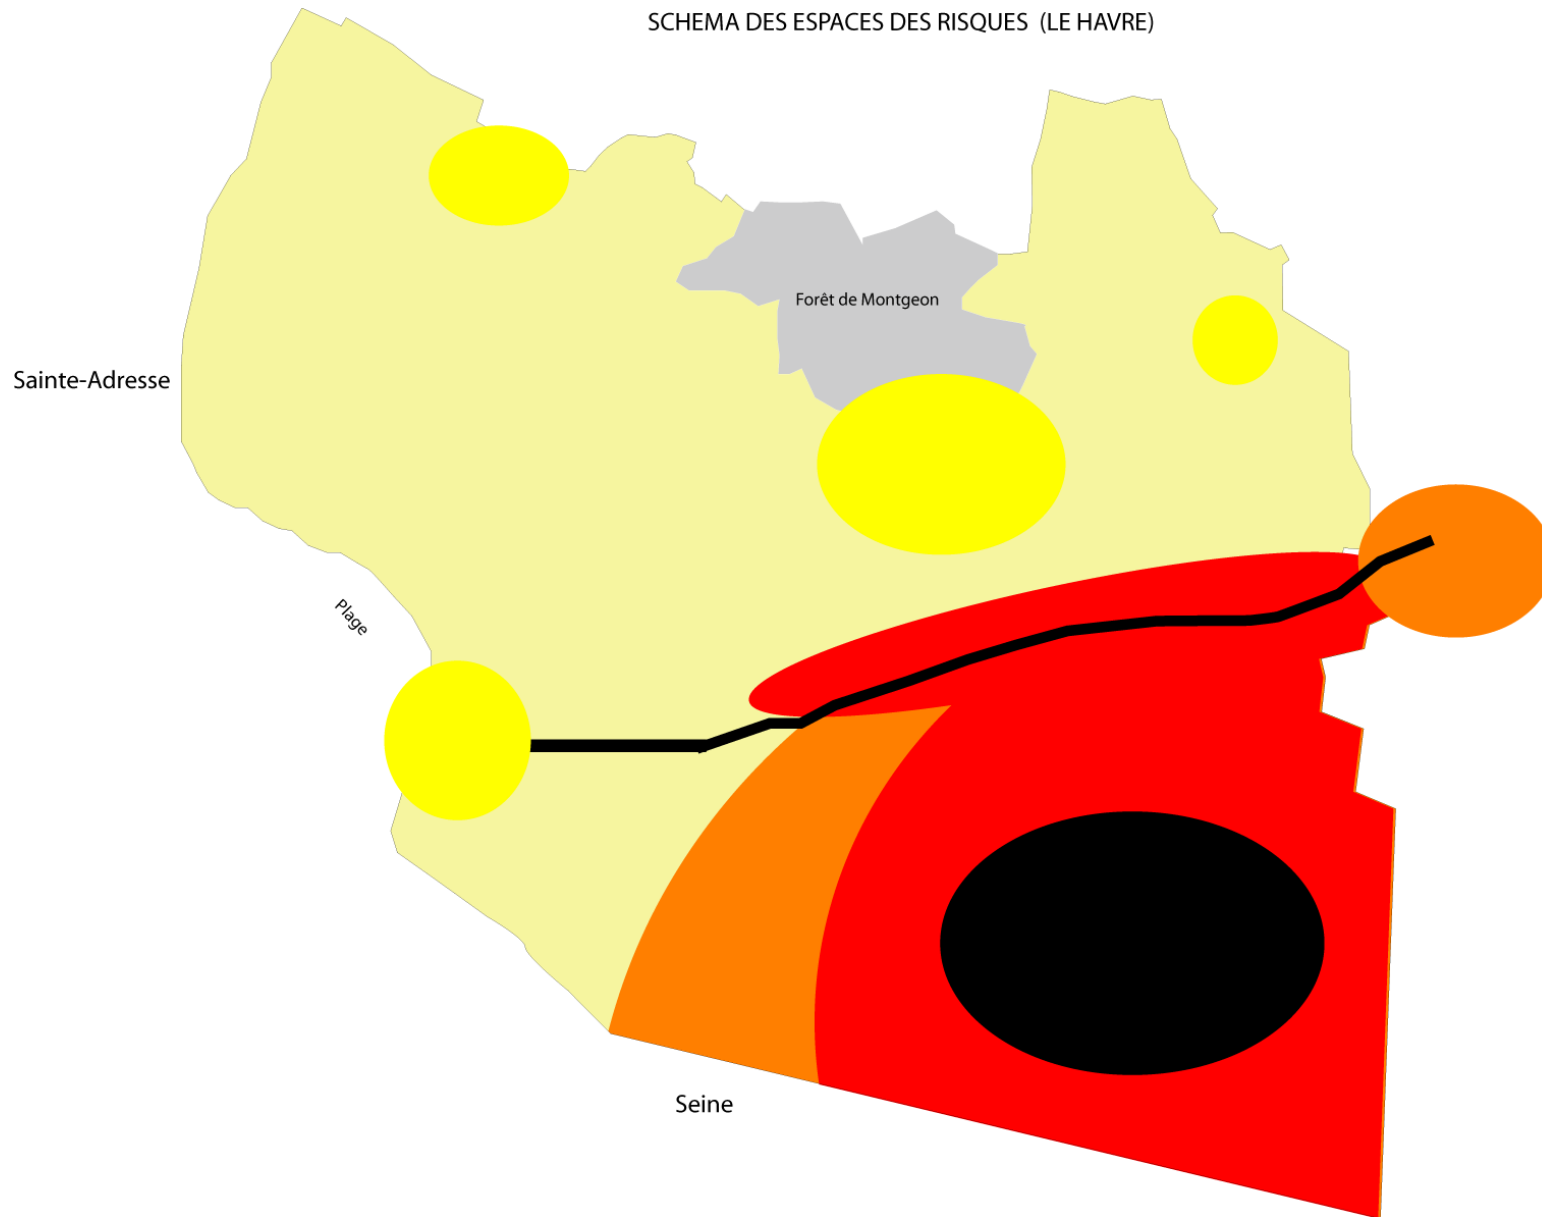 SCHEMA DES ESPACES DES RISQUES (LE HAVRE)
Forêt de Montgeon
Sainte-Adresse
Plage
Seine